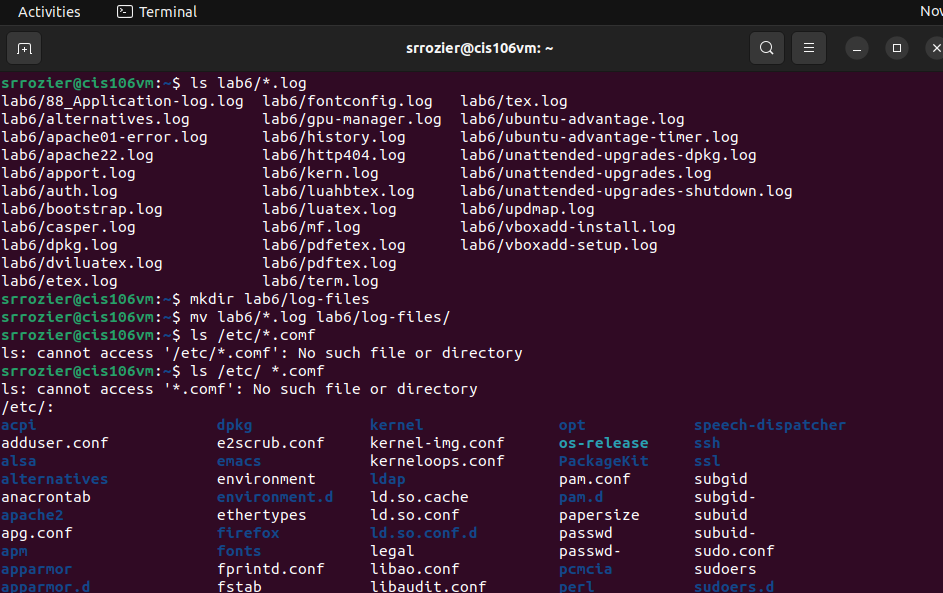 Activities Terminal Nov
srrozier@cis106vm: ~
srrozier@cis106vm:~$ ls lab6/*.log
lab6/88_Application-log.log lab6/fontconfig.log lab6/tex.log
lab6/alternatives.log lab6/gpu-manager.log lab6/ubuntu-advantage.log
lab6/apache01-error.log lab6/history.log lab6/ubuntu-advantage-timer.log
lab6/apache22.log lab6/http404.log lab6/unattended-upgrades-dpkg.log
lab6/apport.log lab6/kern.log lab6/unattended-upgrades.log
lab6/auth.log lab6/luahbtex.log lab6/unattended-upgrades-shutdown.log
lab6/bootstrap.log lab6/luatex.log lab6/updmap.log
lab6/casper.log lab6/mf.log lab6/vboxadd-install.log
lab6/dpkg.log lab6/pdfetex.log lab6/vboxadd-setup.log
lab6/dviluatex.log lab6/pdftex.log
lab6/etex.log lab6/term.log
srrozier@cis106vm:~$ mkdir lab6/log-files
srrozier@cis106vm:~$ mv lab6/*.log lab6/log-files/
srrozier@cis106vm:~$ ls /etc/*.comf
ls: cannot access '/etc/*.comf': No such file or directory
srrozier@cis106vm:~$ ls /etc/ *.comf
ls: cannot access '*.comf': No such file or directory
/etc/:
acpi dpkg kernel opt speech-dispatcher
adduser.conf e2scrub.conf kernel-img.conf os-release ssh
alsa emacs kerneloops.conf PackageKit ssl
alternatives environment ldap pam.conf subgid
anacrontab environment.d ld.so.cache pam.d subgid-
apache2 ethertypes ld.so.conf papersize subuid
apg.conf firefox ld.so.conf.d passwd subuid-
apm fonts legal passwd- sudo.conf
apparmor fprintd.conf libao.conf pcmcia sudoers
apparmor.d fstab libaudit.conf perl sudoers.d